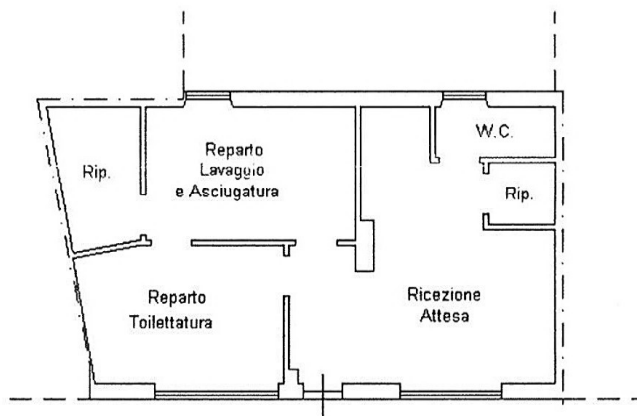 W.C.
Reparto
Lavaggio
e Asciugatura
Rip.
Rip.
Reparto
Toilettatura
Ricezione
Attesa